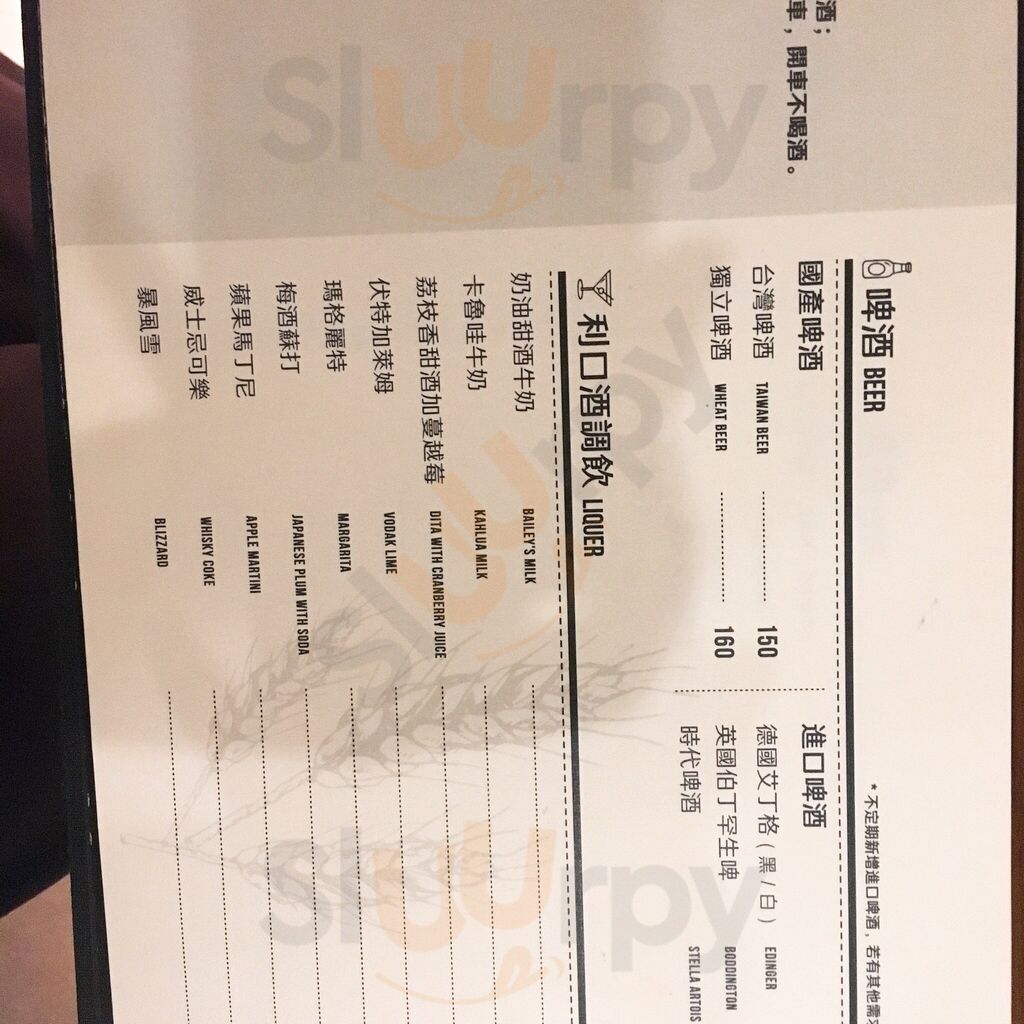 酒；
車，開車不喝酒。
啤酒 BEER
*不定期新增進口啤酒，若有其他需
國產啤酒
台灣啤酒 TAIWAN BEER 150
獨立啤酒 WHEAT BEER 160
進口啤酒
德國艾丁格(黑/白) EDINGER
英國伯丁罕生啤 BODDINGTON
時代啤酒 STELLA ARTOIS
利口酒調飲 LIQUER
奶油甜酒牛奶 BAILEY'S MILK
卡魯哇牛奶 KAHLUA MILK
荔枝香甜酒加蔓越莓 DITA WITH CRANBERRY JUICE
伏特加萊姆 VODAK LIME
瑪格麗特 MARGARITA
梅酒蘇打 JAPANESE PLUM WITH SODA
蘋果馬丁尼 APPLE MARTINI
威士忌可樂 WHISKY COKE
暴風雪 BLIZZARD
Sluurpy
Sluurpy
Sluurpy